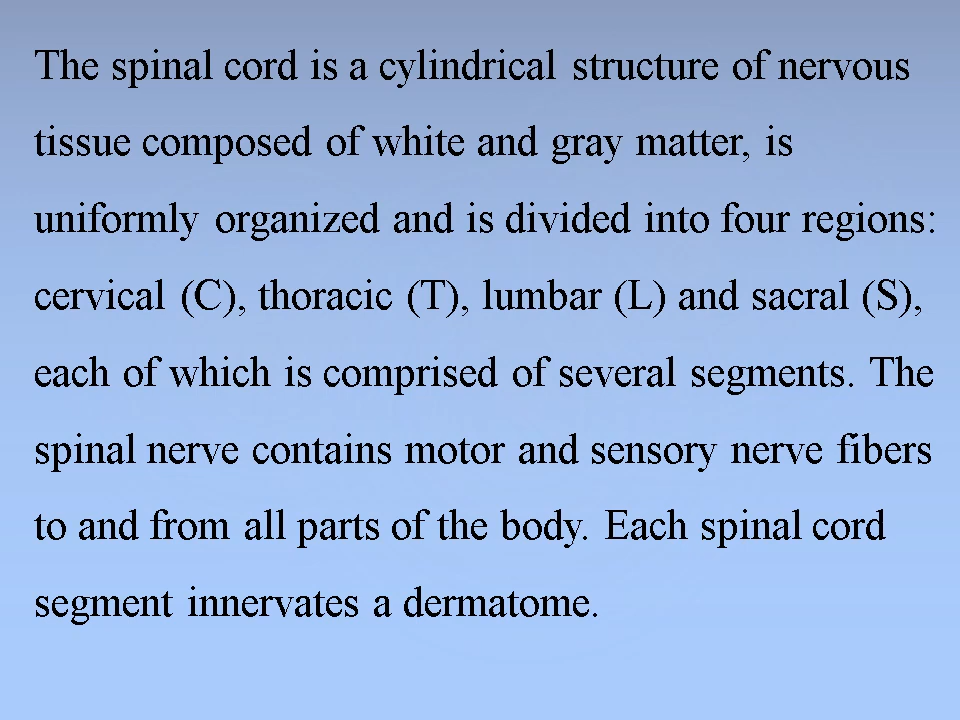 The spinal cord is a cylindrical structure of nervous
tissue composed of white and gray matter, is
uniformly organized and is divided into four regions:
cervical (C), thoracic (T), lumbar (L) and sacral (S),
each of which is comprised of several segments. The
spinal nerve contains motor and sensory nerve fibers
to and from all parts of the body. Each spinal cord
segment innervates a dermatome.